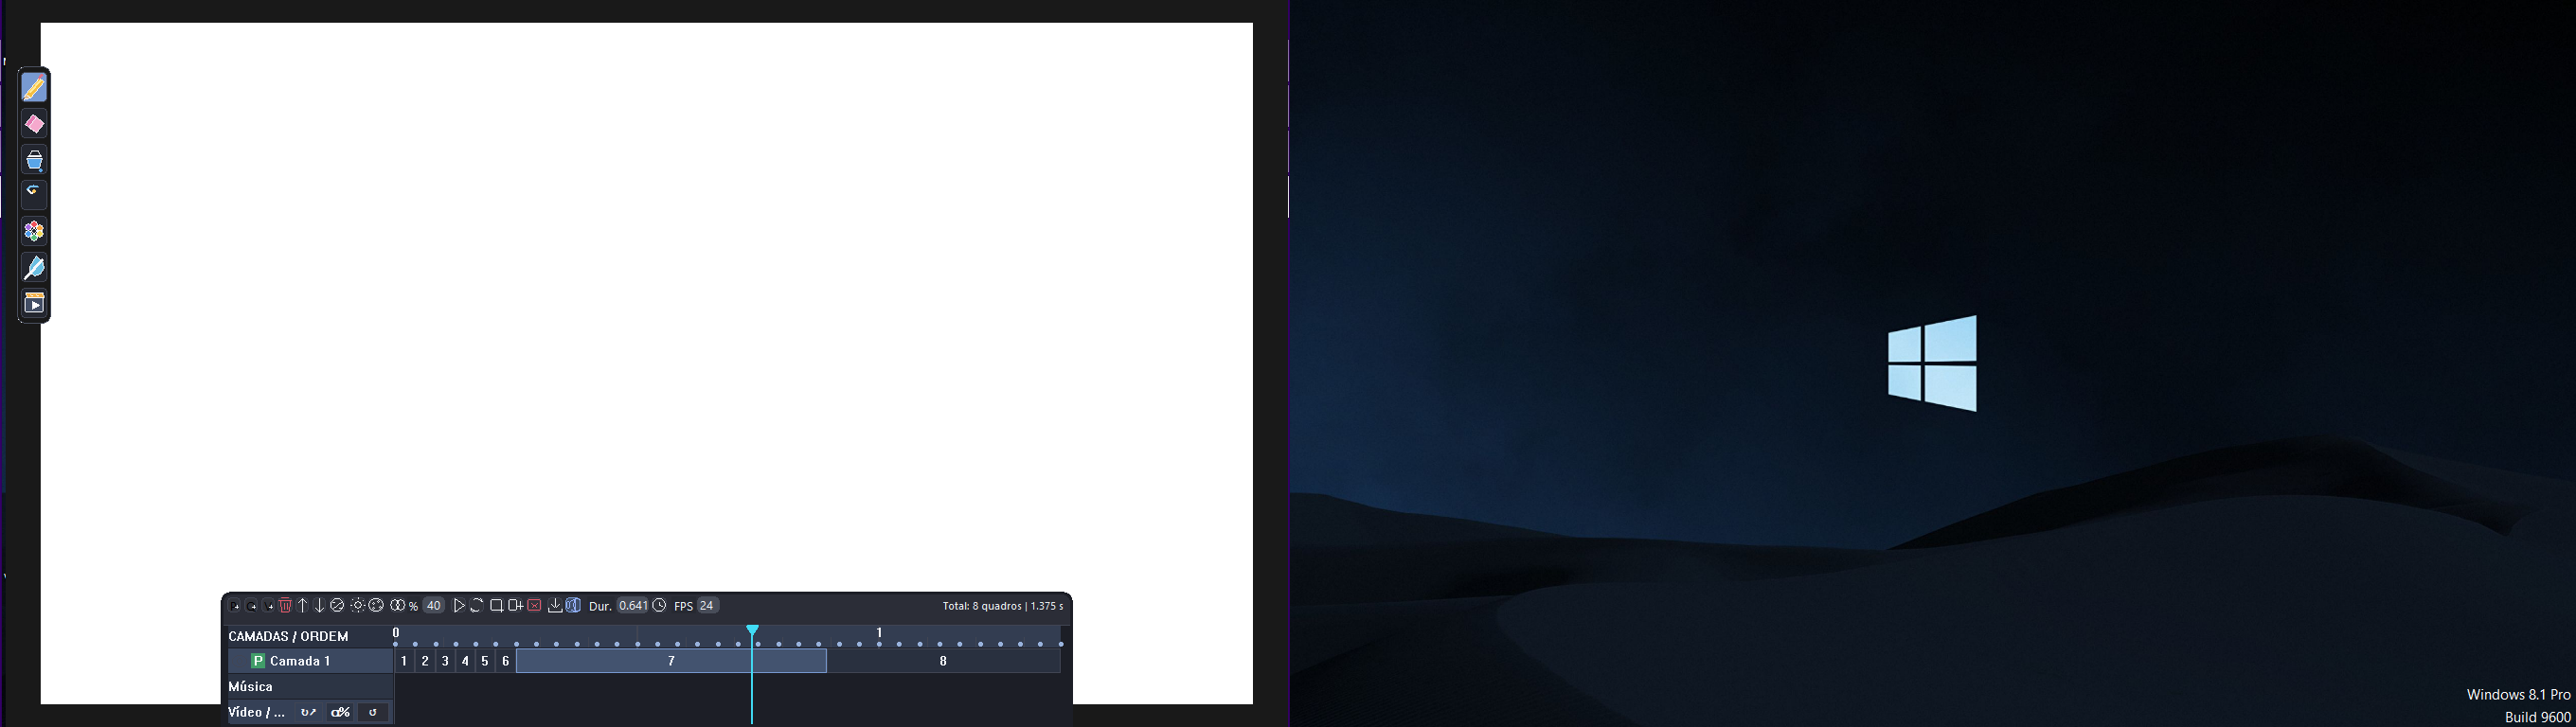 % 40 Dur. 0.641 FPS 24 Total: 8 quadros | 1.375 s
CAMADAS / ORDEM 0 1
P Camada 1 1 2 3 4 5 6 7 8
Música
Vídeo / ... α%
Windows 8.1 Pro
Build 9600